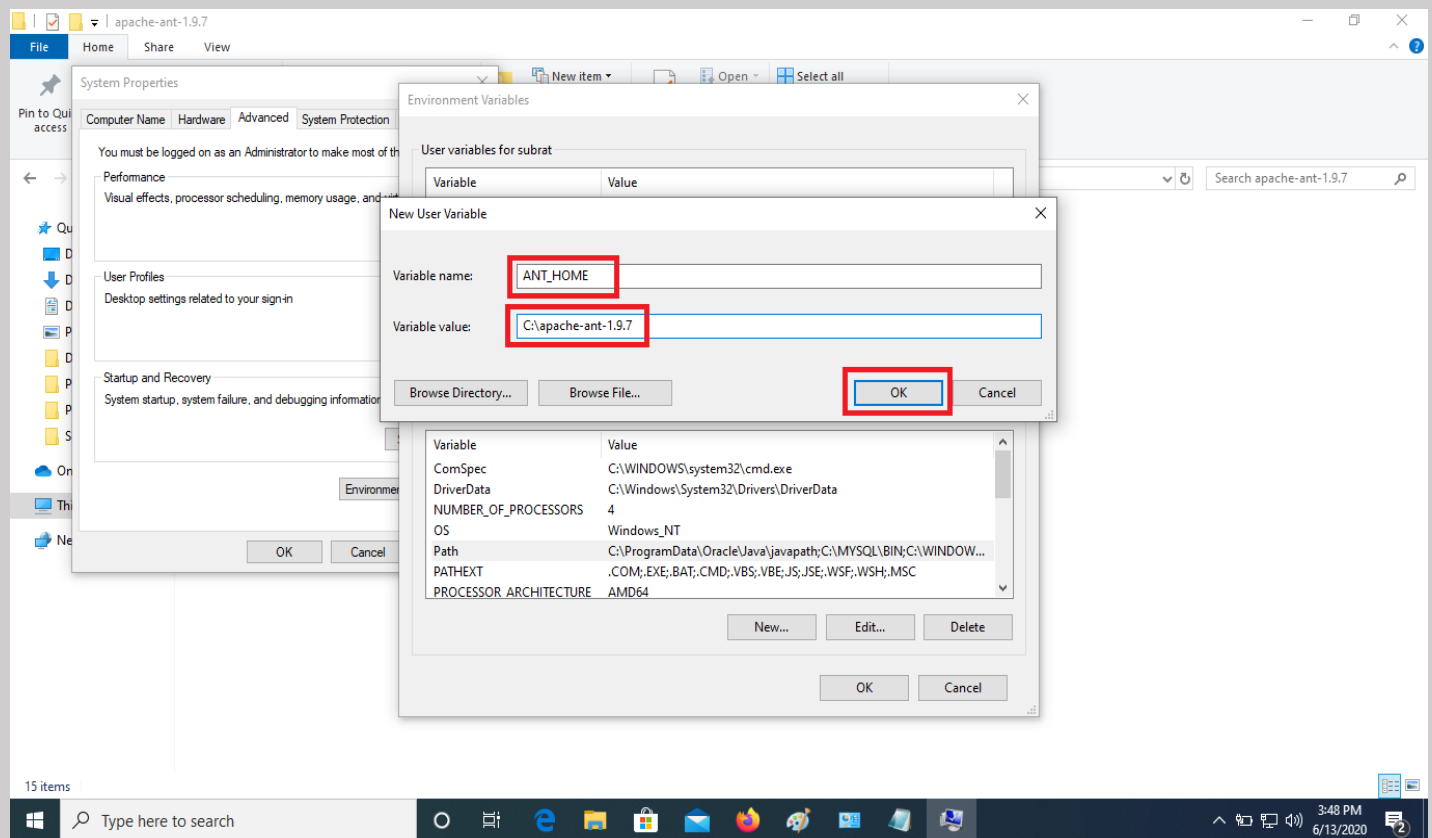 apache-ant-1.9.7
File Home Share View
New item Open Select all
Pin to Qui
access
System Properties
Computer Name Hardware Advanced System Protection
You must be logged on as an Administrator to make most of th
Performance
Visual effects, processor scheduling, memory usage, and
User Profiles
Desktop settings related to your sign-in
Startup and Recovery
System startup, system failure, and debugging information
Environmen
OK Cancel
Environment Variables
User variables for subrat
Variable Value
New User Variable
Variable name: ANT_HOME
Variable value: C:\apache-ant-1.9.7
Browse Directory... Browse File... OK Cancel
Variable Value
ComSpec C:\WINDOWS\system32\cmd.exe
DriverData C:\Windows\System32\Drivers\DriverData
NUMBER_OF_PROCESSORS 4
OS Windows_NT
Path C:\ProgramData\Oracle\Java\javapath;C:\MYSQL\BIN;C:\WINDOW...
PATHEXT .COM;.EXE;.BAT;.CMD;.VBS;.VBE;.JS;.JSE;.WSF;.WSH;.MSC
PROCESSOR_ARCHITECTURE AMD64
New... Edit... Delete
OK Cancel
Search apache-ant-1.9.7
Qu
D
D
D
P
D
P
P
S
On
Thi
Ne
15 items
Type here to search
3:48 PM
6/13/2020
2